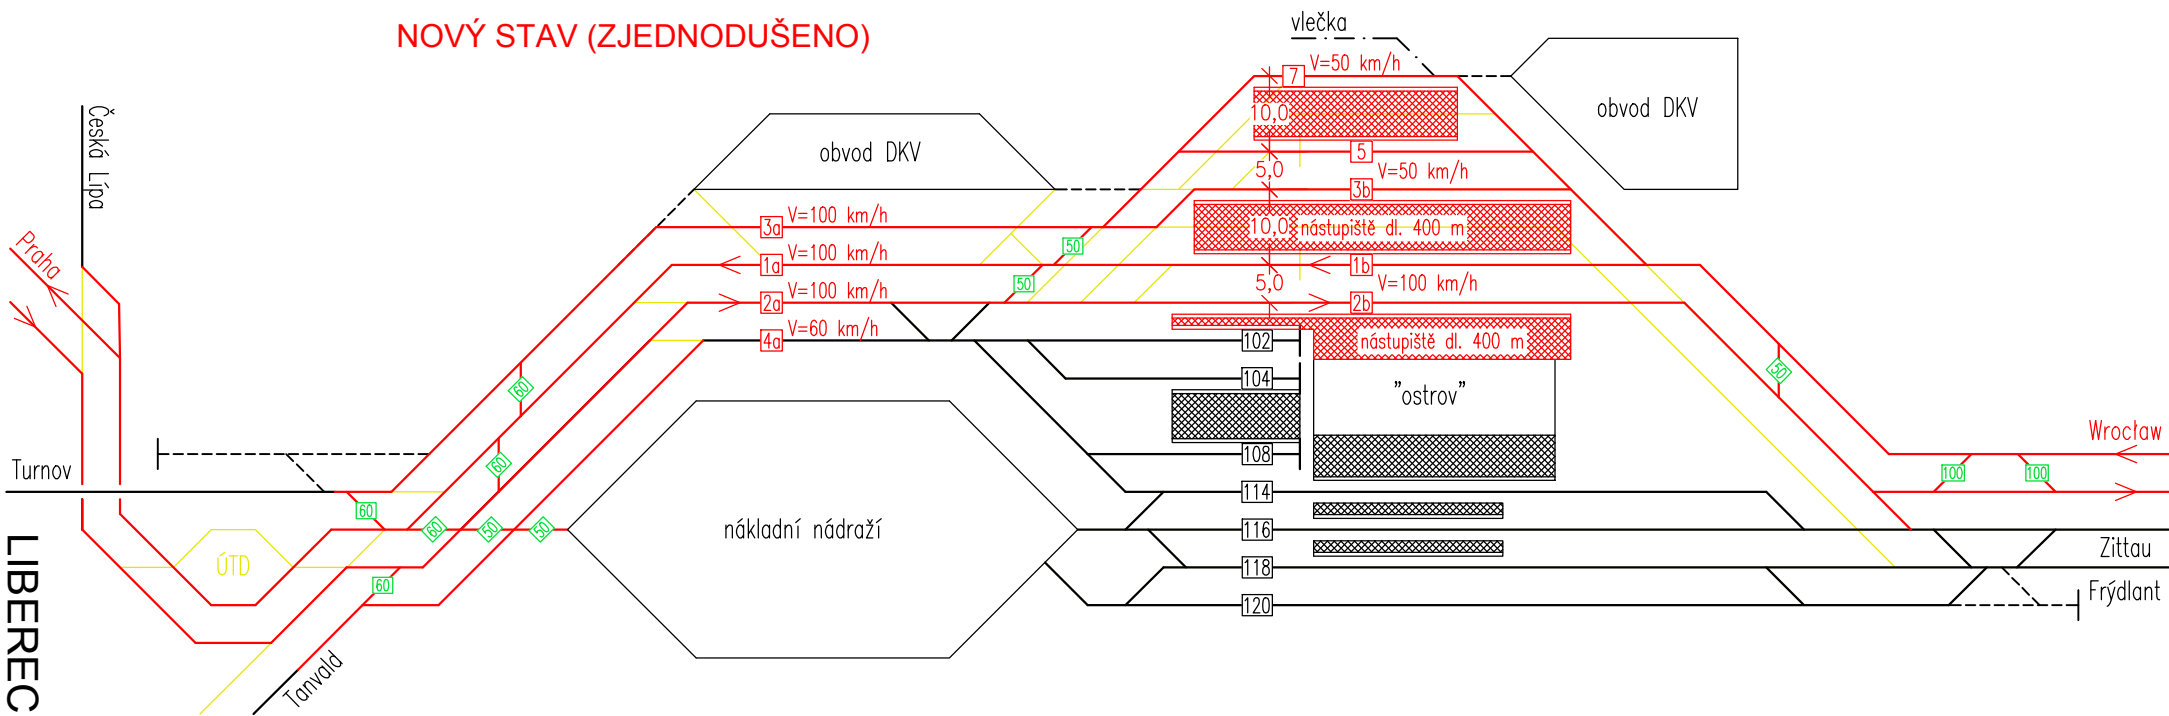 NOVÝ STAV (ZJEDNODUŠENO)
vlečka
7
V=50 km/h
obvod DKV
10,0
Česká Lípa
obvod DKV
5
5,0
V=50 km/h
3b
3a
V=100 km/h
10,0
nástupiště dl. 400 m
Praha
50
1a
V=100 km/h
1b
50
5,0
V=100 km/h
2a
V=100 km/h
2b
4a
V=60 km/h
102
nástupiště dl. 400 m
104
"ostrov"
60
50
Wrocław
108
60
100
100
Turnov
114
60
60
50
50
nákladní nádraží
116
Zittau
ÚTD
118
60
Frýdlant
120
Tanvald
LIBEREC